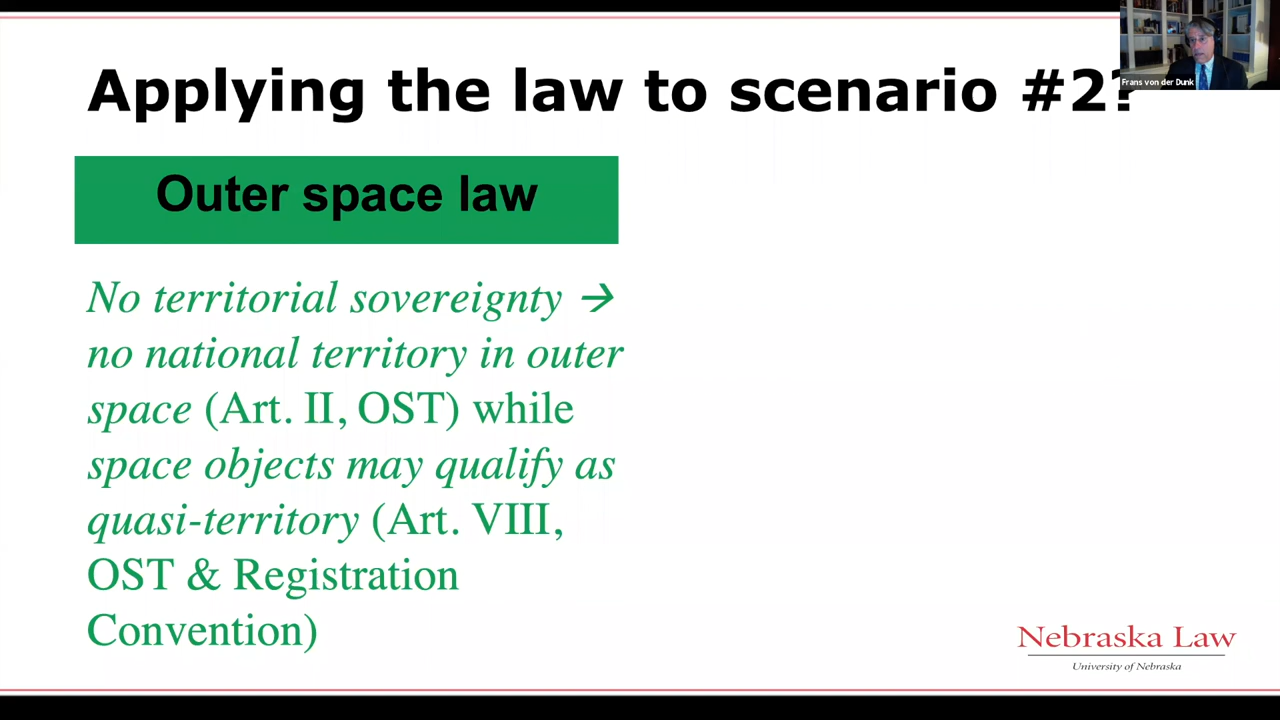 Applying the law to scenario #2?
Frans von der Dunk
Outer space law
No territorial sovereignty →
no national territory in outer
space (Art. II, OST) while
space objects may qualify as
quasi-territory (Art. VIII,
OST & Registration
Convention)
Nebraska Law
University of Nebraska